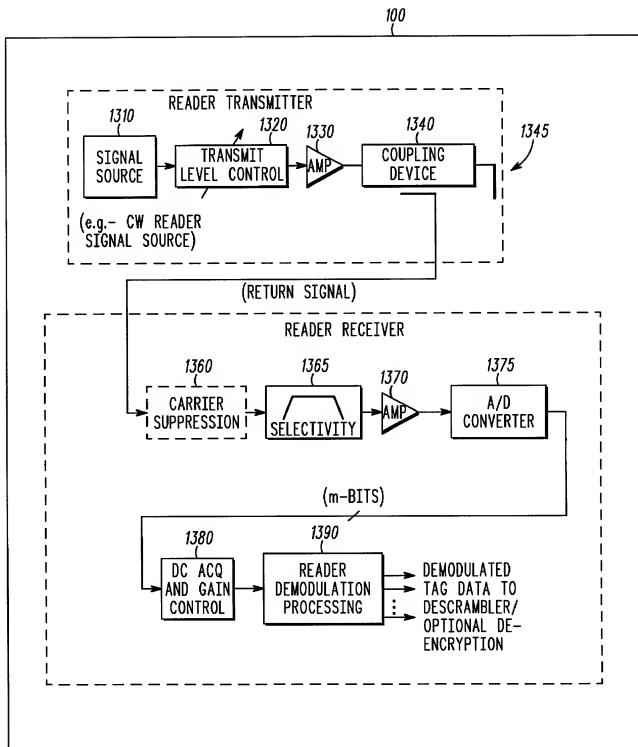 100
READER TRANSMITTER
1310
SIGNAL
SOURCE
1320
TRANSMIT
LEVEL CONTROL
1330
AMP
1340
COUPLING
DEVICE
1345
(e.g.- CW READER
SIGNAL SOURCE)
(RETURN SIGNAL)
READER RECEIVER
1360
CARRIER
SUPPRESSION
1365
SELECTIVITY
1370
AMP
1375
A/D
CONVERTER
(m-BITS)
1380
DC ACQ
AND GAIN
CONTROL
1390
READER
DEMODULATION
PROCESSING
DEMODULATED
TAG DATA TO
DESCRAMBLER/
OPTIONAL DE-
ENCRYPTION